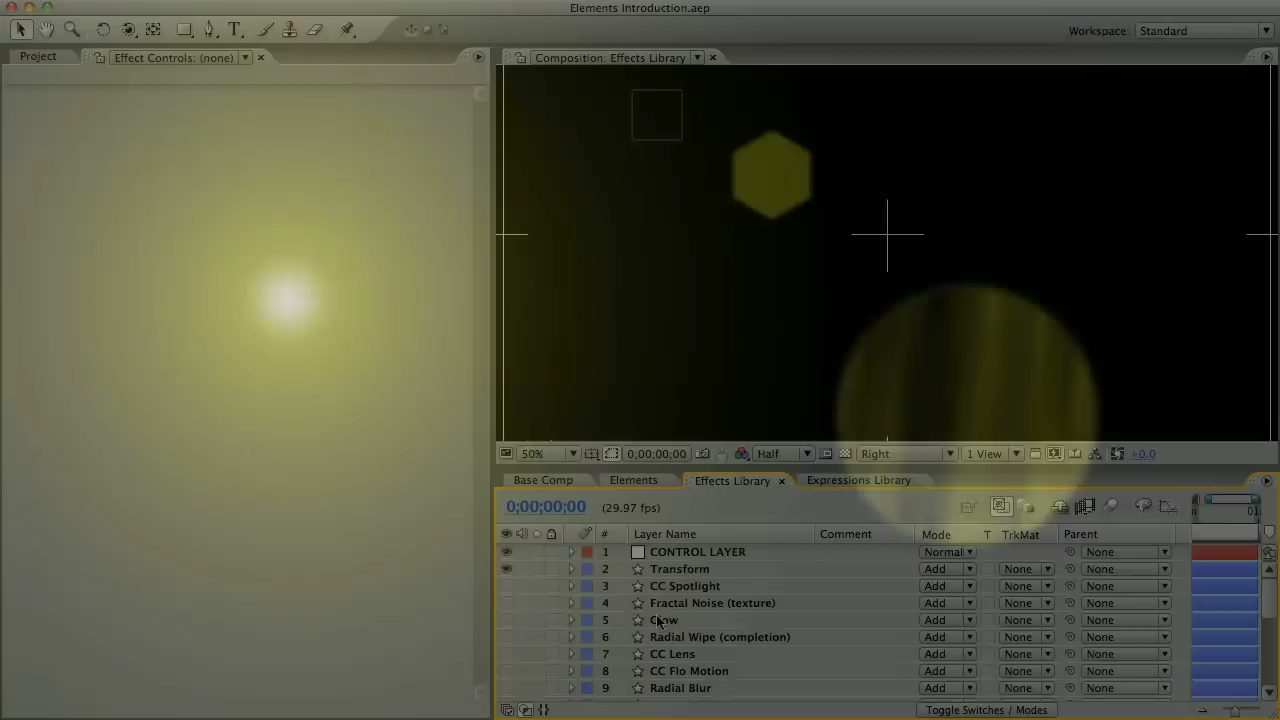 Elements Introduction.aep
Workspace: Standard
Project
Effect Controls: (none)
Composition: Effects Library
50%
0;00;00;00
Half
Right
1 View
+0.0
Base Comp
Elements
Effects Library
Expressions Library
0;00;00;00
(29.97 fps)
01
# Layer Name Comment Mode T TrkMat Parent
1 CONTROL LAYER Normal None
2 Transform Add None None
3 CC Spotlight Add None None
4 Fractal Noise (texture) Add None None
5 Glow Add None None
6 Radial Wipe (completion) Add None None
7 CC Lens Add None None
8 CC Flo Motion Add None None
9 Radial Blur Add None None
Toggle Switches / Modes